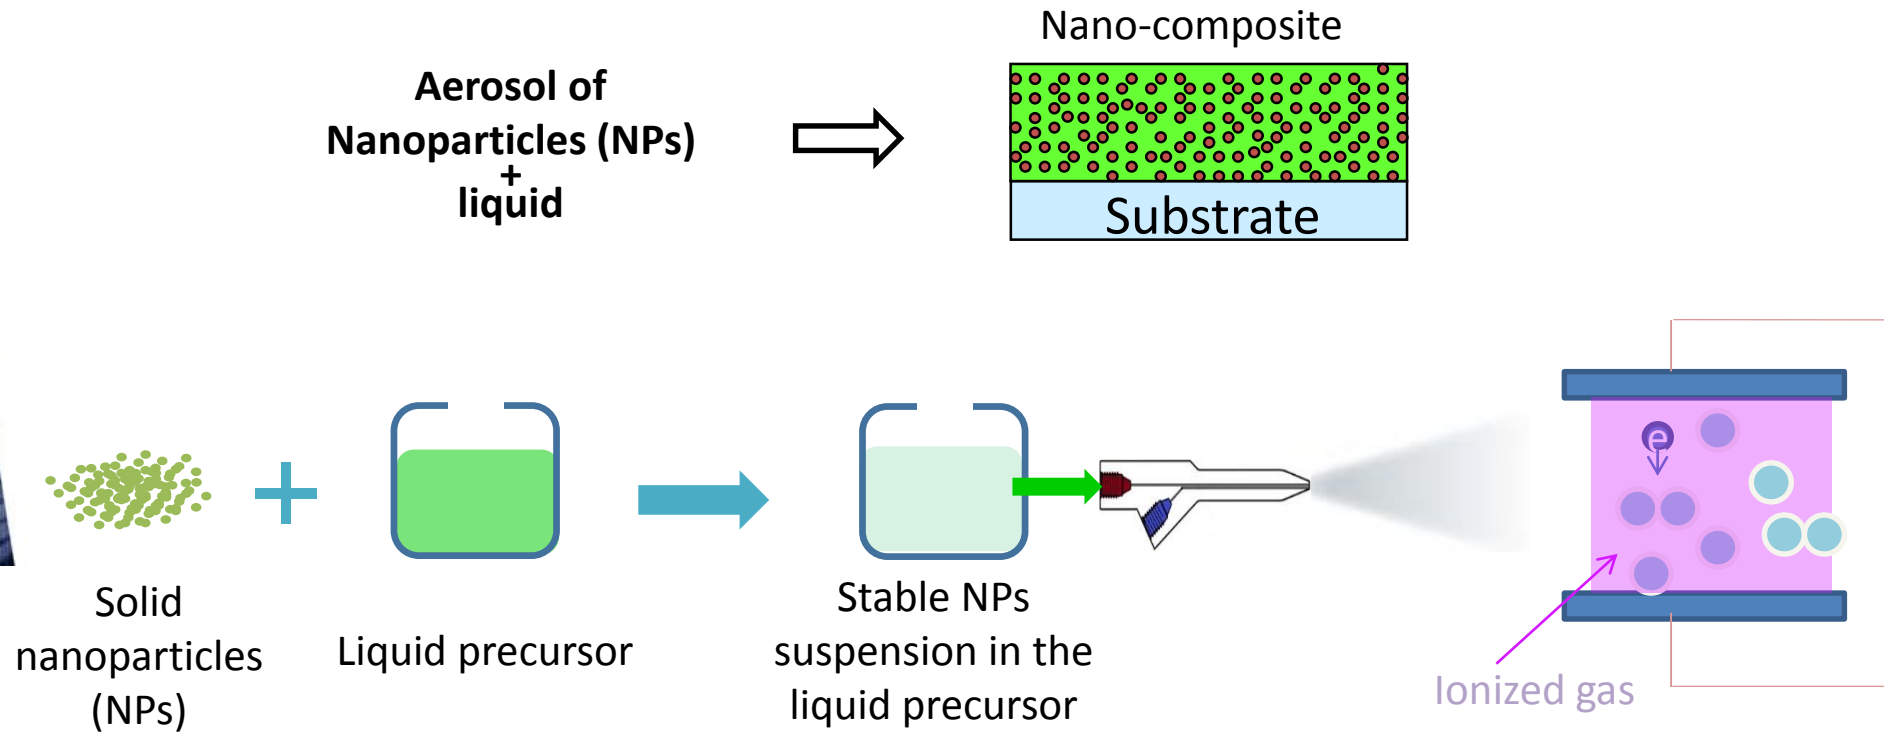 Nano-composite
Aerosol of
Nanoparticles (NPs)
+
liquid
Substrate
e
Solid
nanoparticles
(NPs)
Liquid precursor
Stable NPs
suspension in the
liquid precursor
Ionized gas